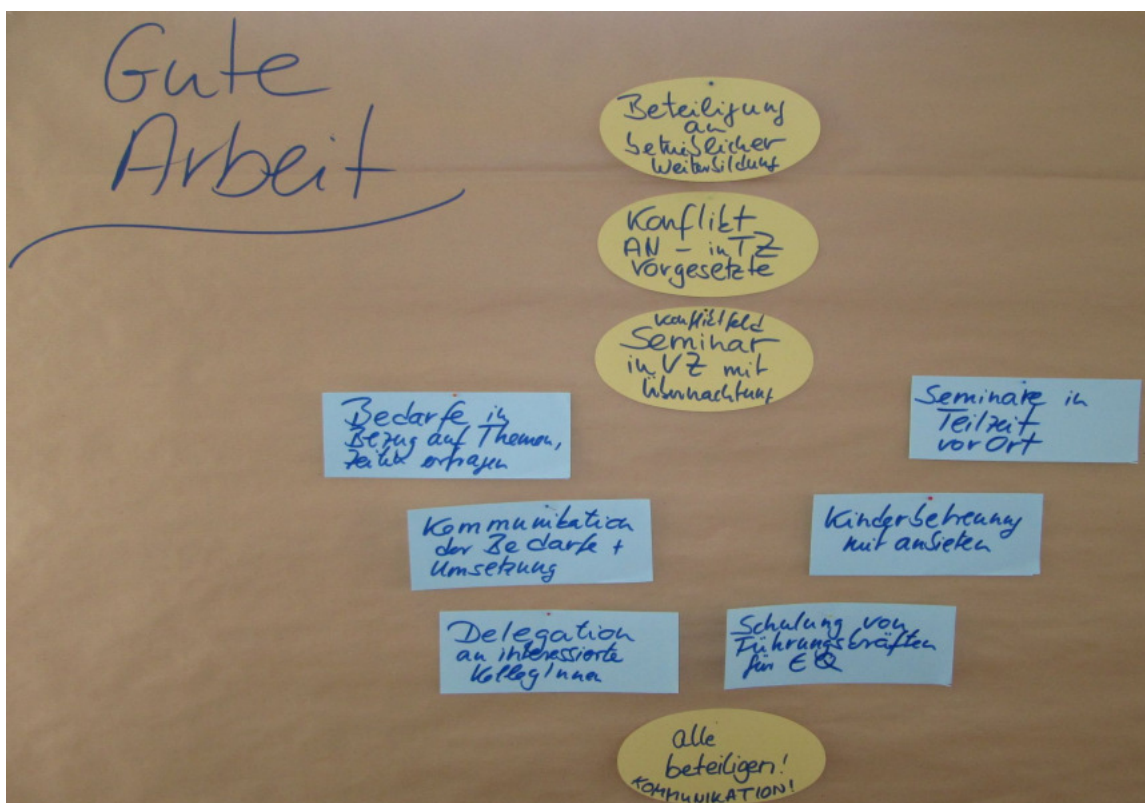 Gute
Arbeit
Beteiligung
an
betrieblicher
Weiterbildung
Konflikt
AN – in TZ
Vorgesetzte
Konfliktfeld
Seminar
in VZ mit
Übernachtung
Bedarfe in
Bezug auf Themen,
erfragen
Seminare in
Teilzeit
vor Ort
Kommunikation
der Bedarfe +
Umsetzung
Kinderbetreuung
mit anbieten
Delegation
an interessierte
KollegInnen
Schulung von
Führungskräften
für EQ
alle
beteiligen!
KOMMUNIKATION!